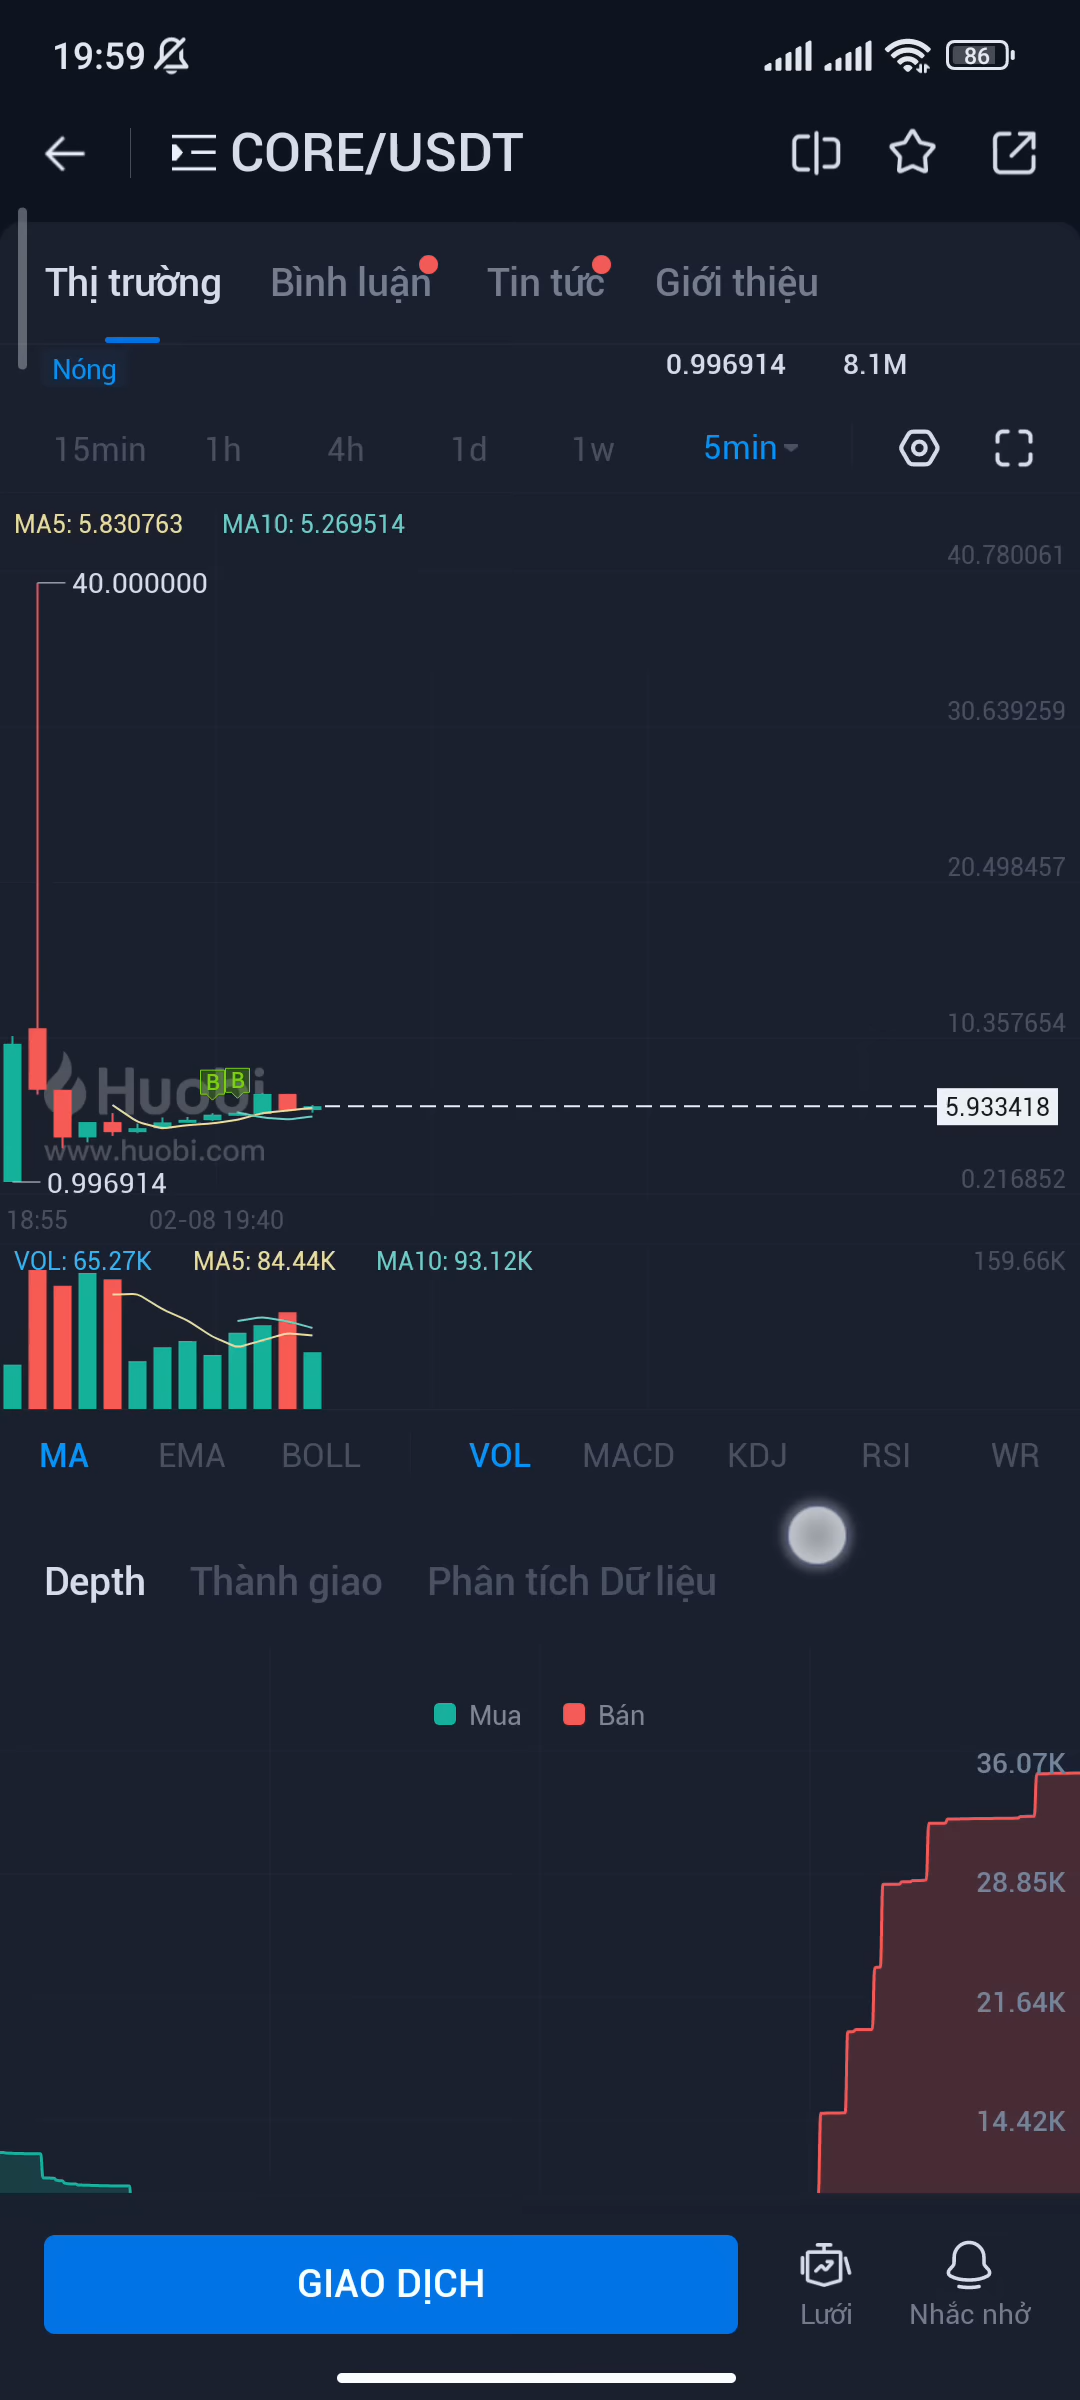 19:59
86
CORE/USDT
Thị trường Bình luận Tin tức Giới thiệu
Nóng 0.996914 8.1M
15min 1h 4h 1d 1w 5min
MA5: 5.830763 MA10: 5.269514
40.780061
40.000000
30.639259
20.498457
10.357654
Huobi
B B
5.933418
www.huobi.com
0.996914
0.216852
18:55 02-08 19:40
VOL: 65.27K MA5: 84.44K MA10: 93.12K 159.66K
MA EMA BOLL VOL MACD KDJ RSI WR
Depth Thành giao Phân tích Dữ liệu
Mua Bán
36.07K
28.85K
21.64K
14.42K
GIAO DỊCH
Lưới Nhắc nhở